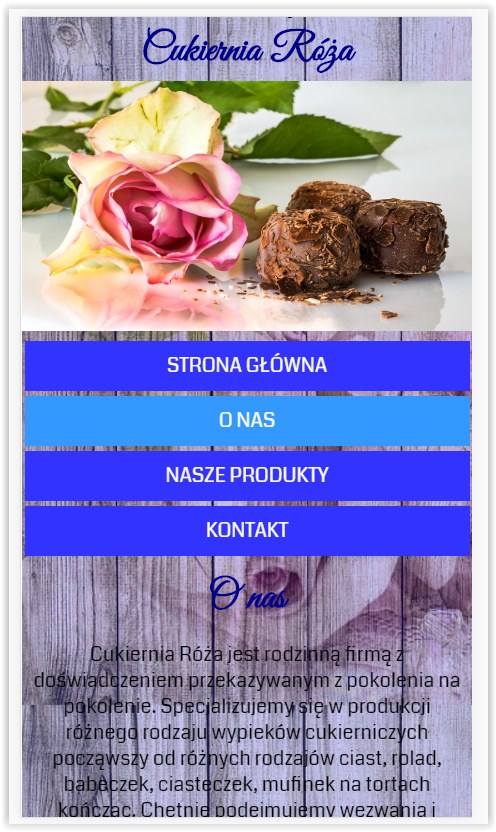 Cukiernia Róża
STRONA GŁÓWNA
O NAS
NASZE PRODUKTY
KONTAKT
O nas
Cukiernia Róża jest rodzinną firmą z
doświadczeniem przekazywanym z pokolenia na
pokolenie. Specjalizujemy się w produkcji
różnego rodzaju wypieków cukierniczych
począwszy od różnych rodzajów ciast, rolad,
babeczek, ciasteczek, mufinek na tortach
kończąc. Chętnie podejmujemy wezwania i